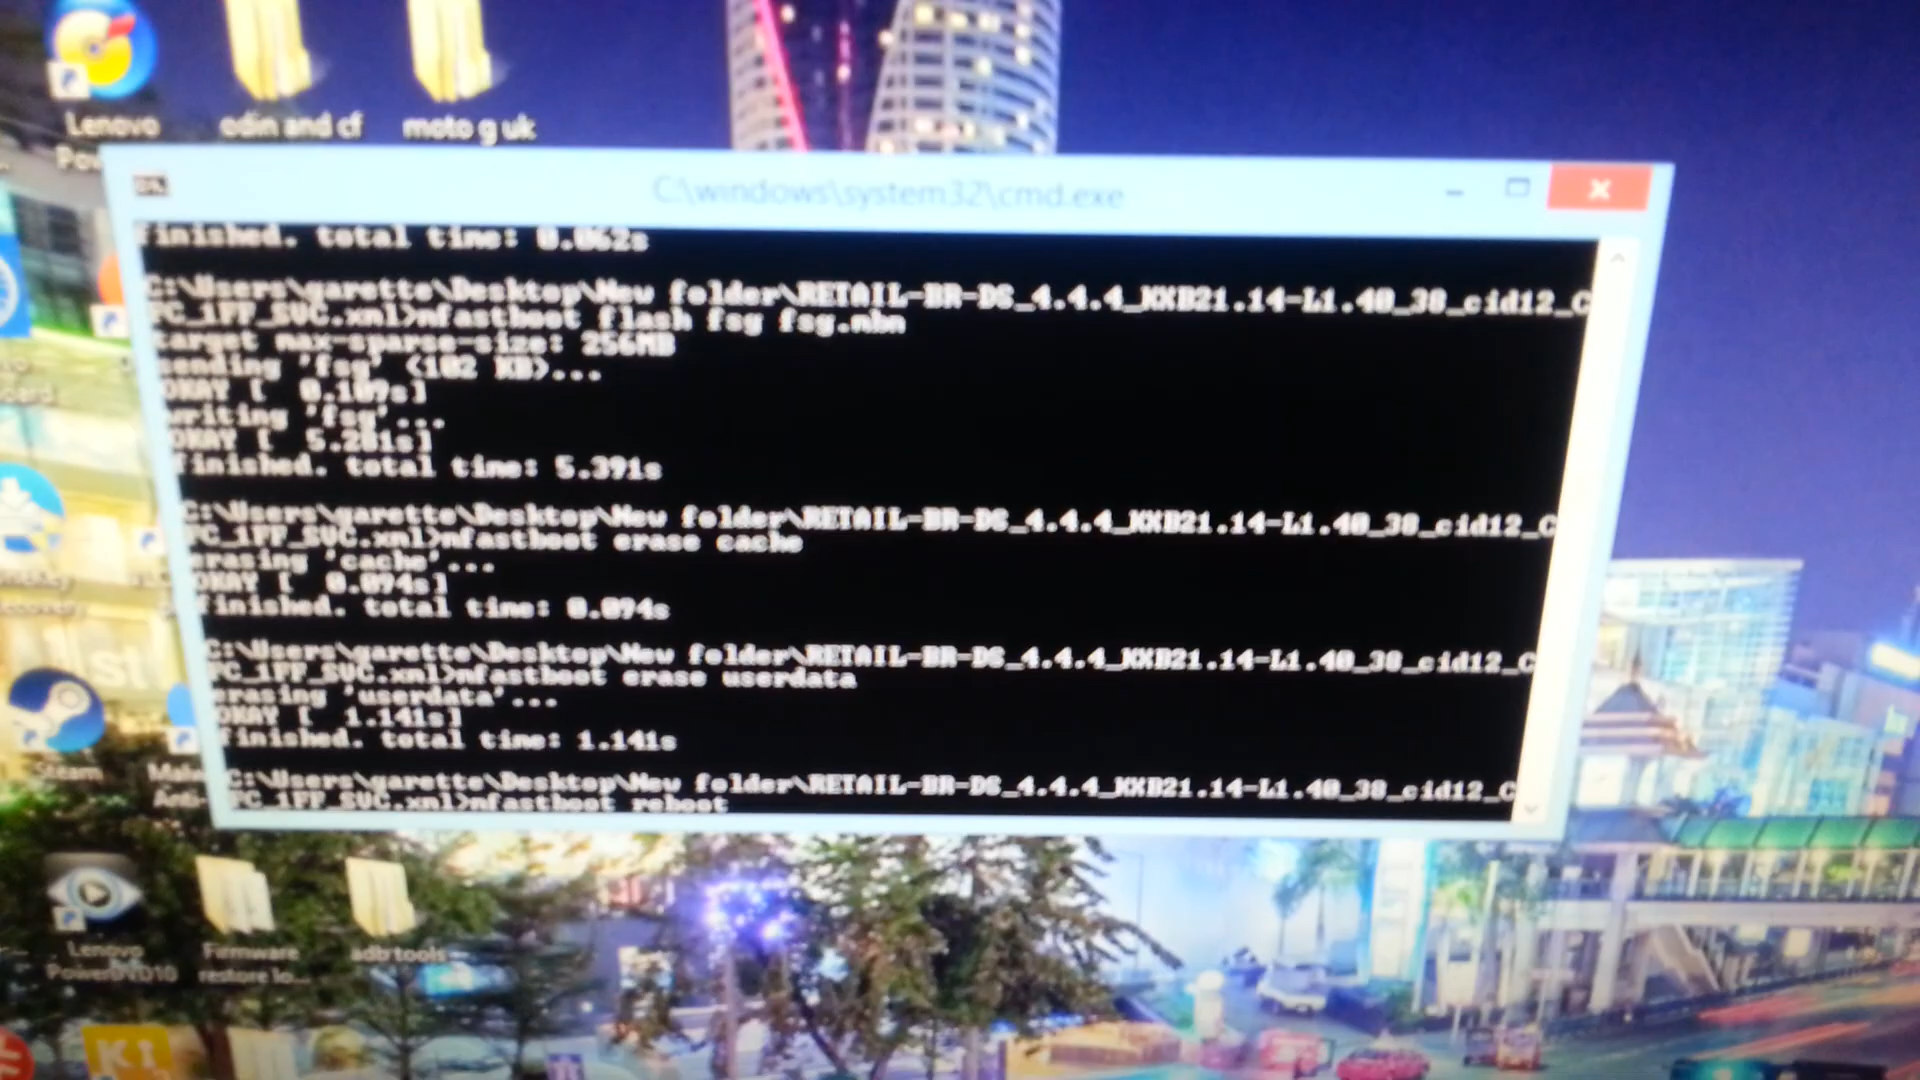 Lenovo
odin and cf
moto g uk
C:\windows\system32\cmd.exe
finished. total time: 0.062s
C:\Users\garette\Desktop\New folder\RETAIL-BR-DS_4.4.4_KXB21.14-L1.40_38_cid12_C
FC_1FF_SVC.xml>mfastboot flash fsg fsg.mbn
target max-sparse-size: 256MB
sending 'fsg' (102 KB)...
OKAY [  0.109s]
writing 'fsg'...
OKAY [  5.281s]
finished. total time: 5.391s
C:\Users\garette\Desktop\New folder\RETAIL-BR-DS_4.4.4_KXB21.14-L1.40_38_cid12_C
FC_1FF_SVC.xml>mfastboot erase cache
erasing 'cache'...
OKAY [  0.094s]
finished. total time: 0.094s
C:\Users\garette\Desktop\New folder\RETAIL-BR-DS_4.4.4_KXB21.14-L1.40_38_cid12_C
FC_1FF_SVC.xml>mfastboot erase userdata
erasing 'userdata'...
OKAY [  1.141s]
finished. total time: 1.141s
C:\Users\garette\Desktop\New folder\RETAIL-BR-DS_4.4.4_KXB21.14-L1.40_38_cid12_C
FC_1FF_SVC.xml>mfastboot reboot
Steam
Lenovo
PowerDVD10
Firmware
restore lo...
adb tools